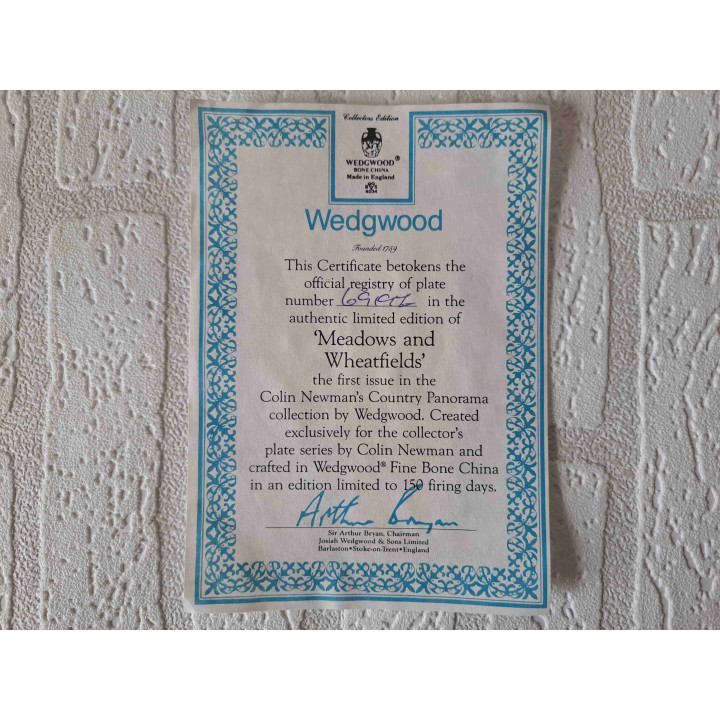 Collectors Edition
WEDGWOOD®
BONE CHINA
Made in England
Wedgwood
Founded 1759
This Certificate betokens the
official registry of plate
number in the
authentic limited edition of
'Meadows and
Wheatfields'
the first issue in the
Colin Newman's Country Panorama
collection by Wedgwood. Created
exclusively for the collector's
plate series by Colin Newman and
crafted in Wedgwood® Fine Bone China
in an edition limited to 150 firing days.
Arthur Bryan
Sir Arthur Bryan, Chairman
Josiah Wedgwood & Sons Limited
Barlaston•Stoke-on-Trent•England